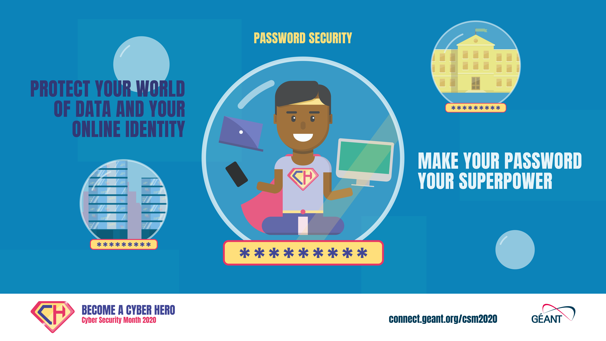 PASSWORD SECURITY
PROTECT YOUR WORLD
OF DATA AND YOUR
ONLINE IDENTITY
*********
CH
*********
*********
MAKE YOUR PASSWORD
YOUR SUPERPOWER
CH
BECOME A CYBER HERO
Cyber Security Month 2020
connect.geant.org/csm2020
GÉANT